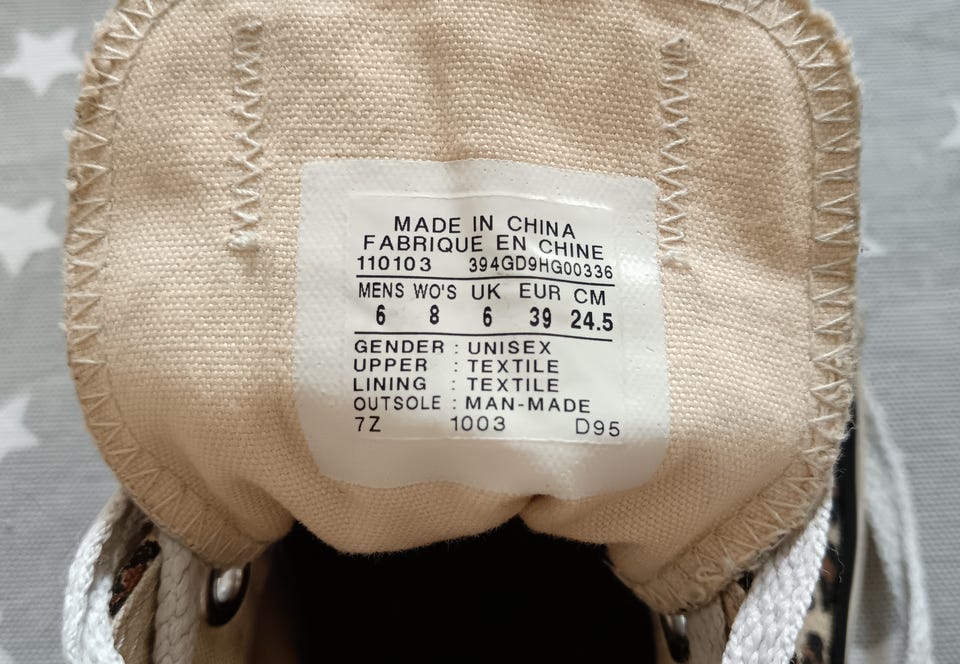 MADE IN CHINA
FABRIQUE EN CHINE
110103 394GD9HG00336
MENS WO'S UK EUR CM
6 8 6 39 24.5
GENDER : UNISEX
UPPER : TEXTILE
LINING : TEXTILE
OUTSOLE : MAN-MADE
7Z 1003 D95